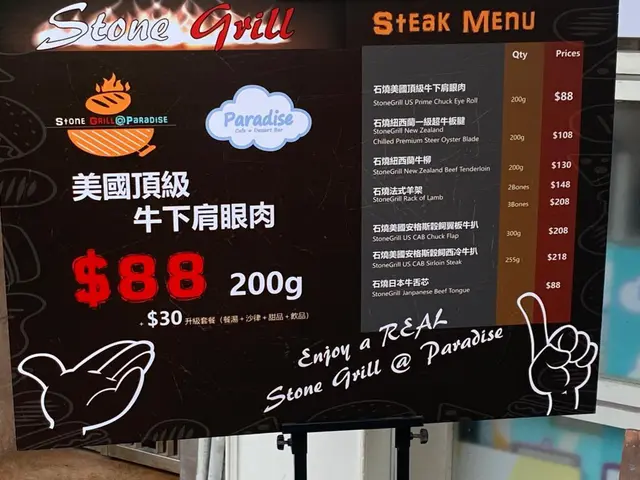 Stone Grill
STEAK MENU
STONE GRILL@PARADISE
Paradise
Cafe + Dessert Bar
美國頂級
牛下肩眼肉
$88 200g
+ $30 升級套餐（餐湯＋沙律＋甜品＋飲品）
Qty Prices
石燒美國頂級牛下肩眼肉
StoneGrill US Prime Chuck Eye Roll 200g $88
石燒紐西蘭一級超牛板腱
StoneGrill New Zealand
Chilled Premium Steer Oyster Blade 200g $108
石燒紐西蘭牛柳
StoneGrill New Zealand Beef Tenderloin 200g $130
石燒法式羊架 2Bones $148
StoneGrill Rack of Lamb 3Bones $208
石燒美國安格斯穀飼翼板牛扒
StoneGrill US CAB Chuck Flap 300g $208
石燒美國安格斯穀飼西冷牛扒
StoneGrill US CAB Sirloin Steak 255g $218
石燒日本牛舌芯
StoneGrill Janpanese Beef Tongue $88
Enjoy a REAL
Stone Grill @ Paradise